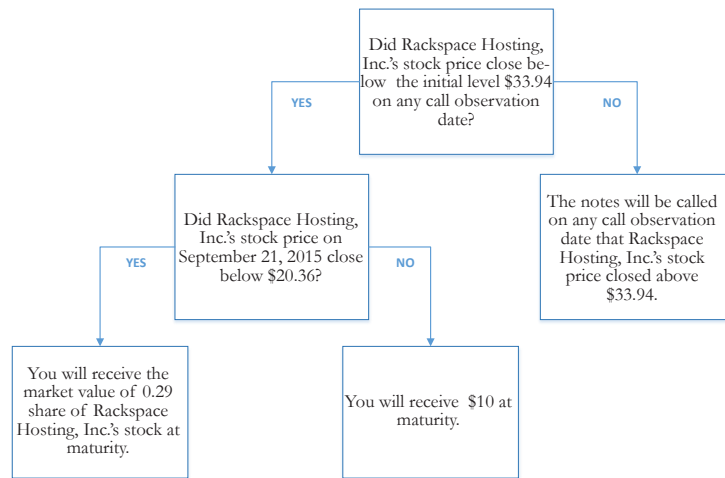 Did Rackspace Hosting,
Inc.'s stock price close be-
low the initial level $33.94
on any call observation
date?
YES
NO
Did Rackspace Hosting,
Inc.'s stock price on
September 21, 2015 close
below $20.36?
The notes will be called
on any call observation
date that Rackspace
Hosting, Inc.'s stock
price closed above
$33.94.
YES
NO
You will receive the
market value of 0.29
share of Rackspace
Hosting, Inc.'s stock at
maturity.
You will receive $10 at
maturity.